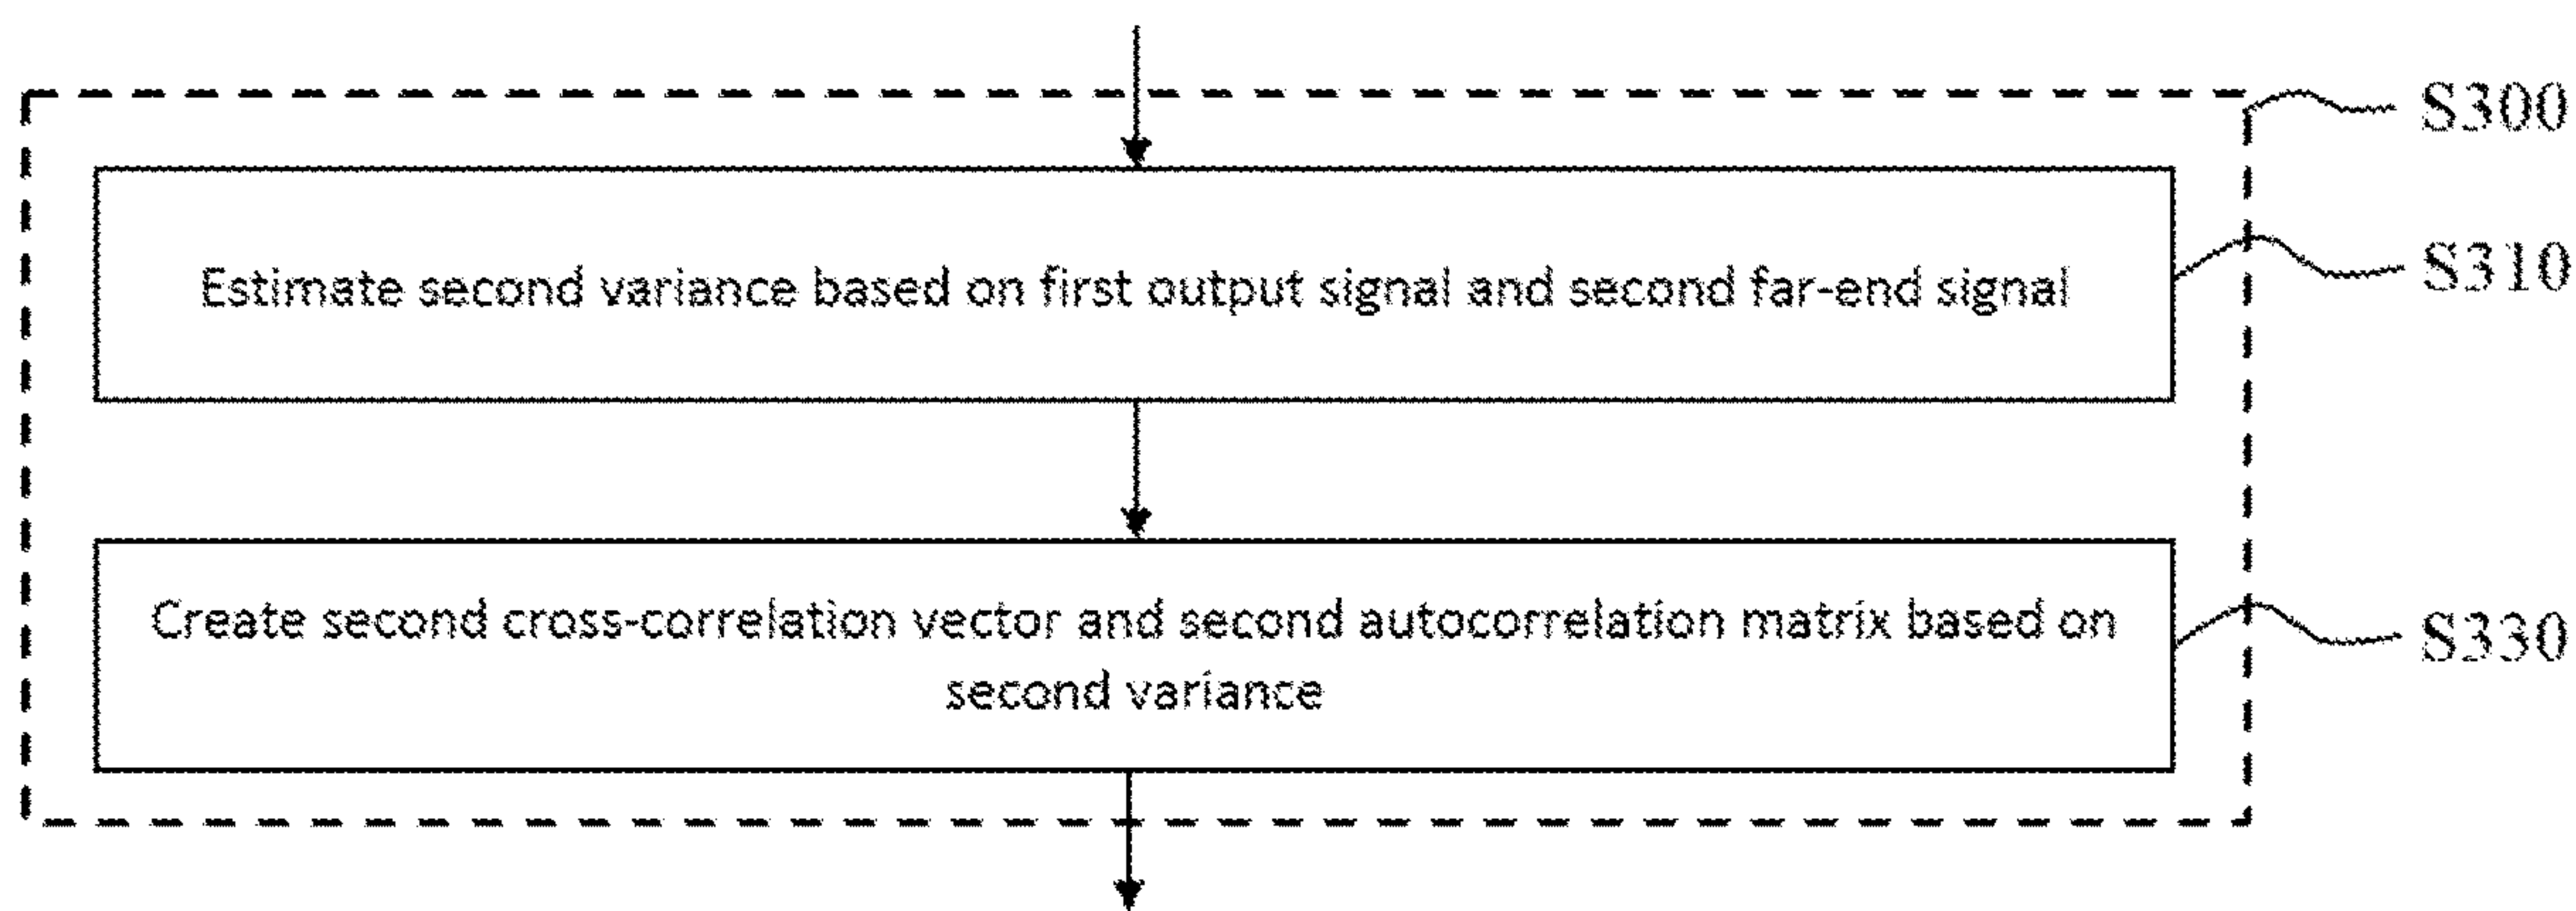 S300
Estimate second variance based on first output signal and second far-end signal
S310
Create second cross-correlation vector and second autocorrelation matrix based on
second variance
S330